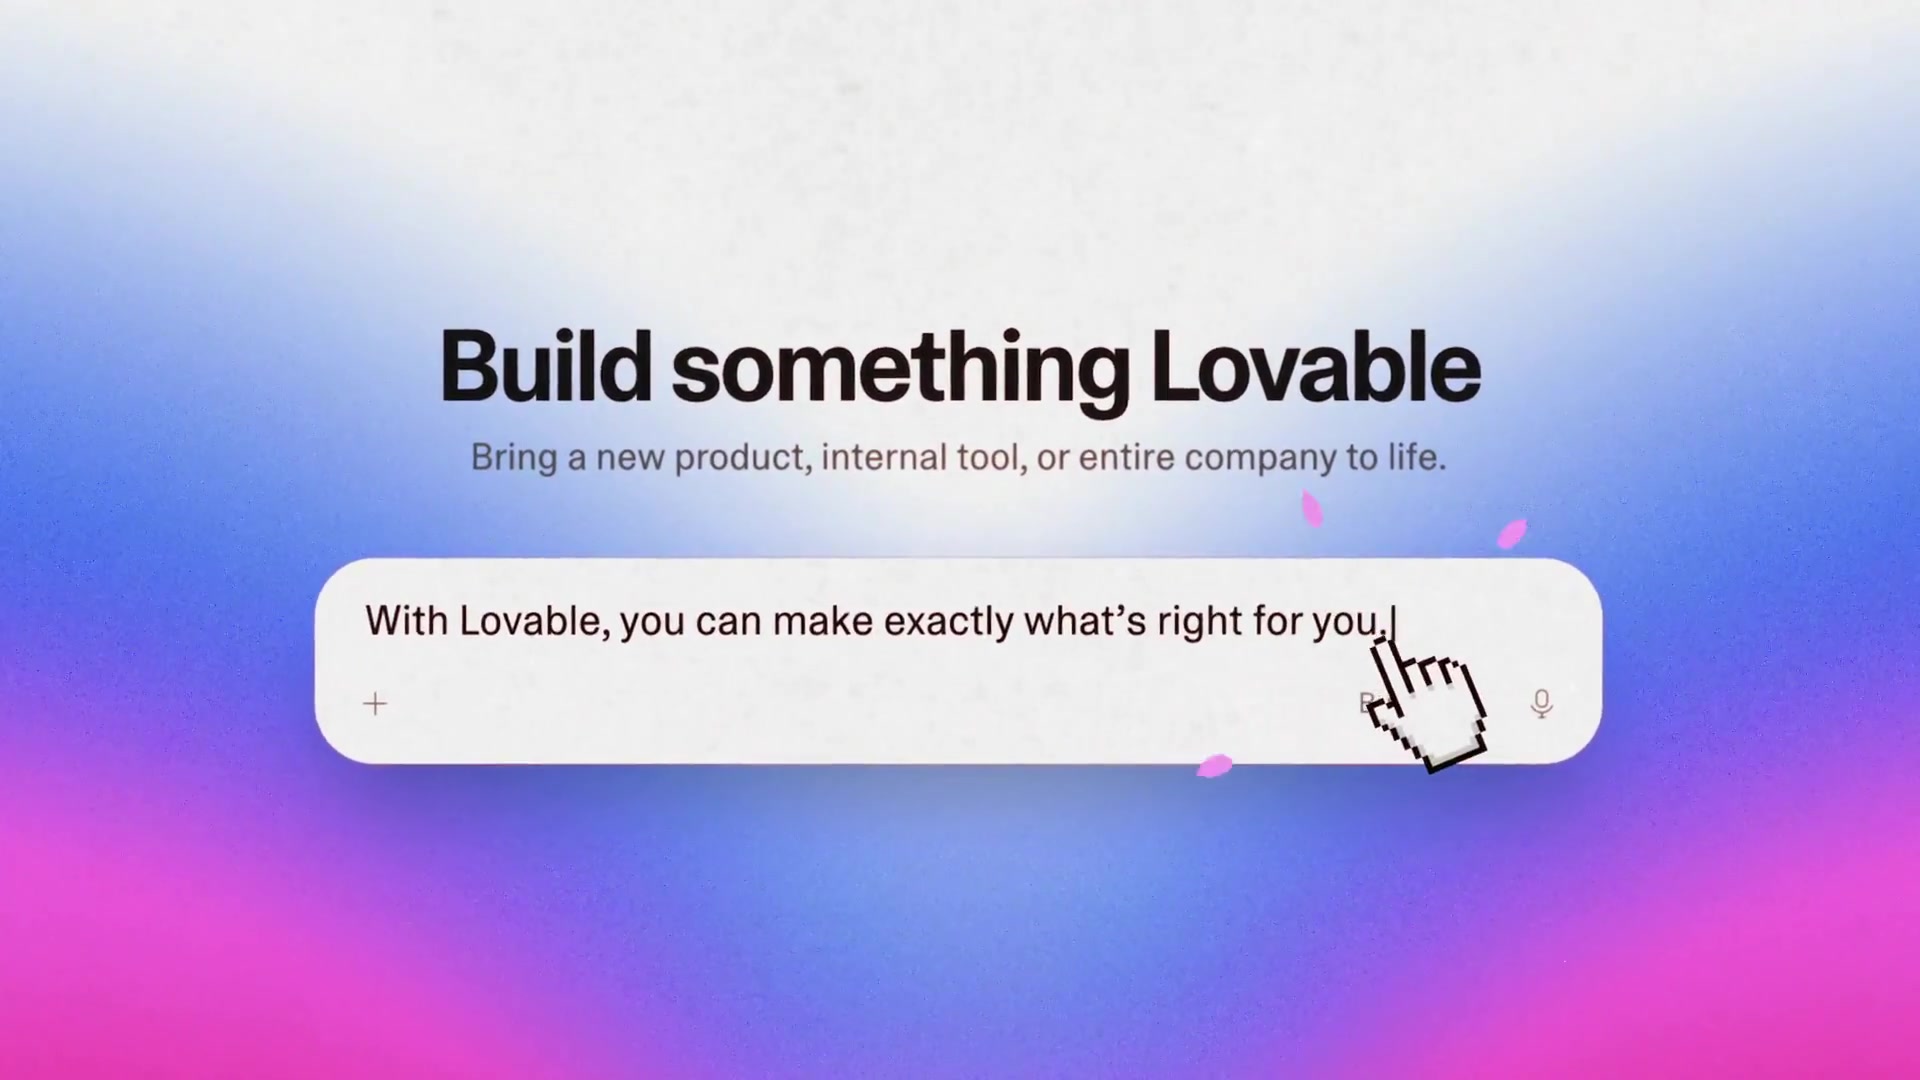 Build something Lovable
Bring a new product, internal tool, or entire company to life.
With Lovable, you can make exactly what’s right for you.